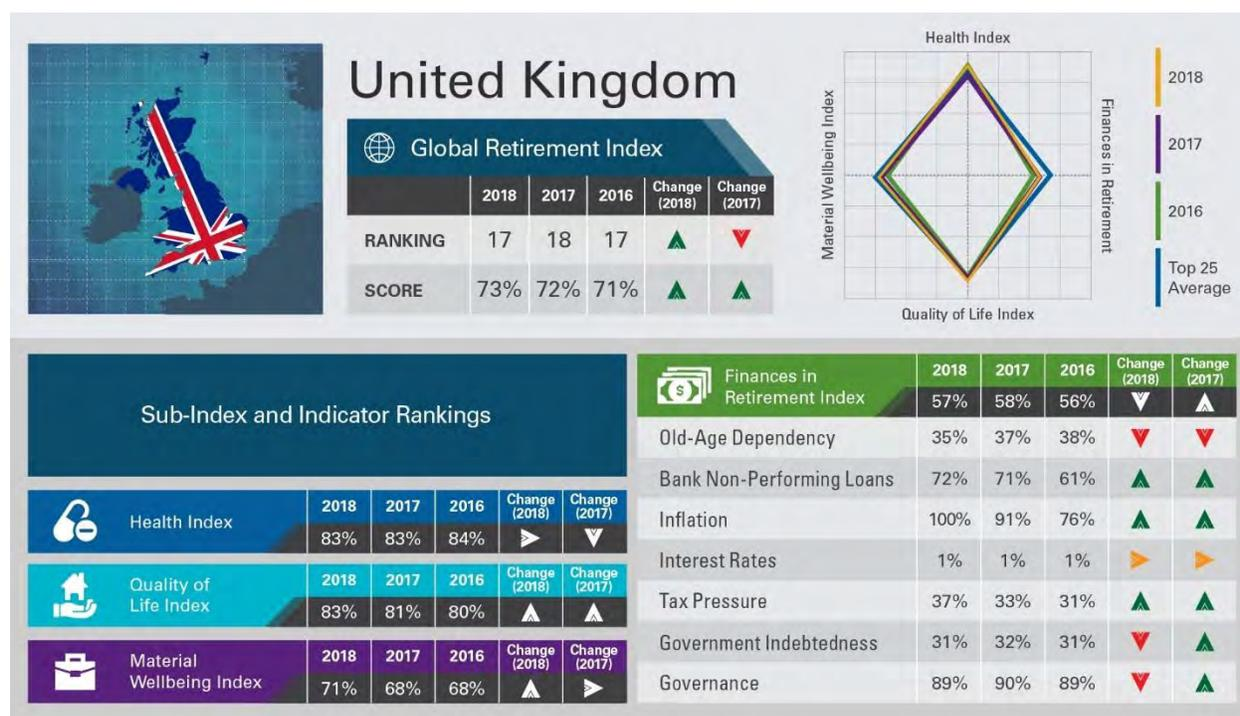 United Kingdom
Global Retirement Index
2018 2017 2016 Change (2018) Change (2017)
RANKING 17 18 17
SCORE 73% 72% 71%
Health Index
Material Wellbeing Index
Finances in Retirement
Quality of Life Index
2018
2017
2016
Top 25
Average
Sub-Index and Indicator Rankings
Health Index
2018 2017 2016 Change (2018) Change (2017)
83% 83% 84%
Quality of
Life Index
2018 2017 2016 Change (2018) Change (2017)
83% 81% 80%
Material
Wellbeing Index
2018 2017 2016 Change (2018) Change (2017)
71% 68% 68%
$
Finances in
Retirement Index
2018 2017 2016 Change (2018) Change (2017)
57% 58% 56%
Old-Age Dependency 35% 37% 38%
Bank Non-Performing Loans 72% 71% 61%
Inflation 100% 91% 76%
Interest Rates 1% 1% 1%
Tax Pressure 37% 33% 31%
Government Indebtedness 31% 32% 31%
Governance 89% 90% 89%